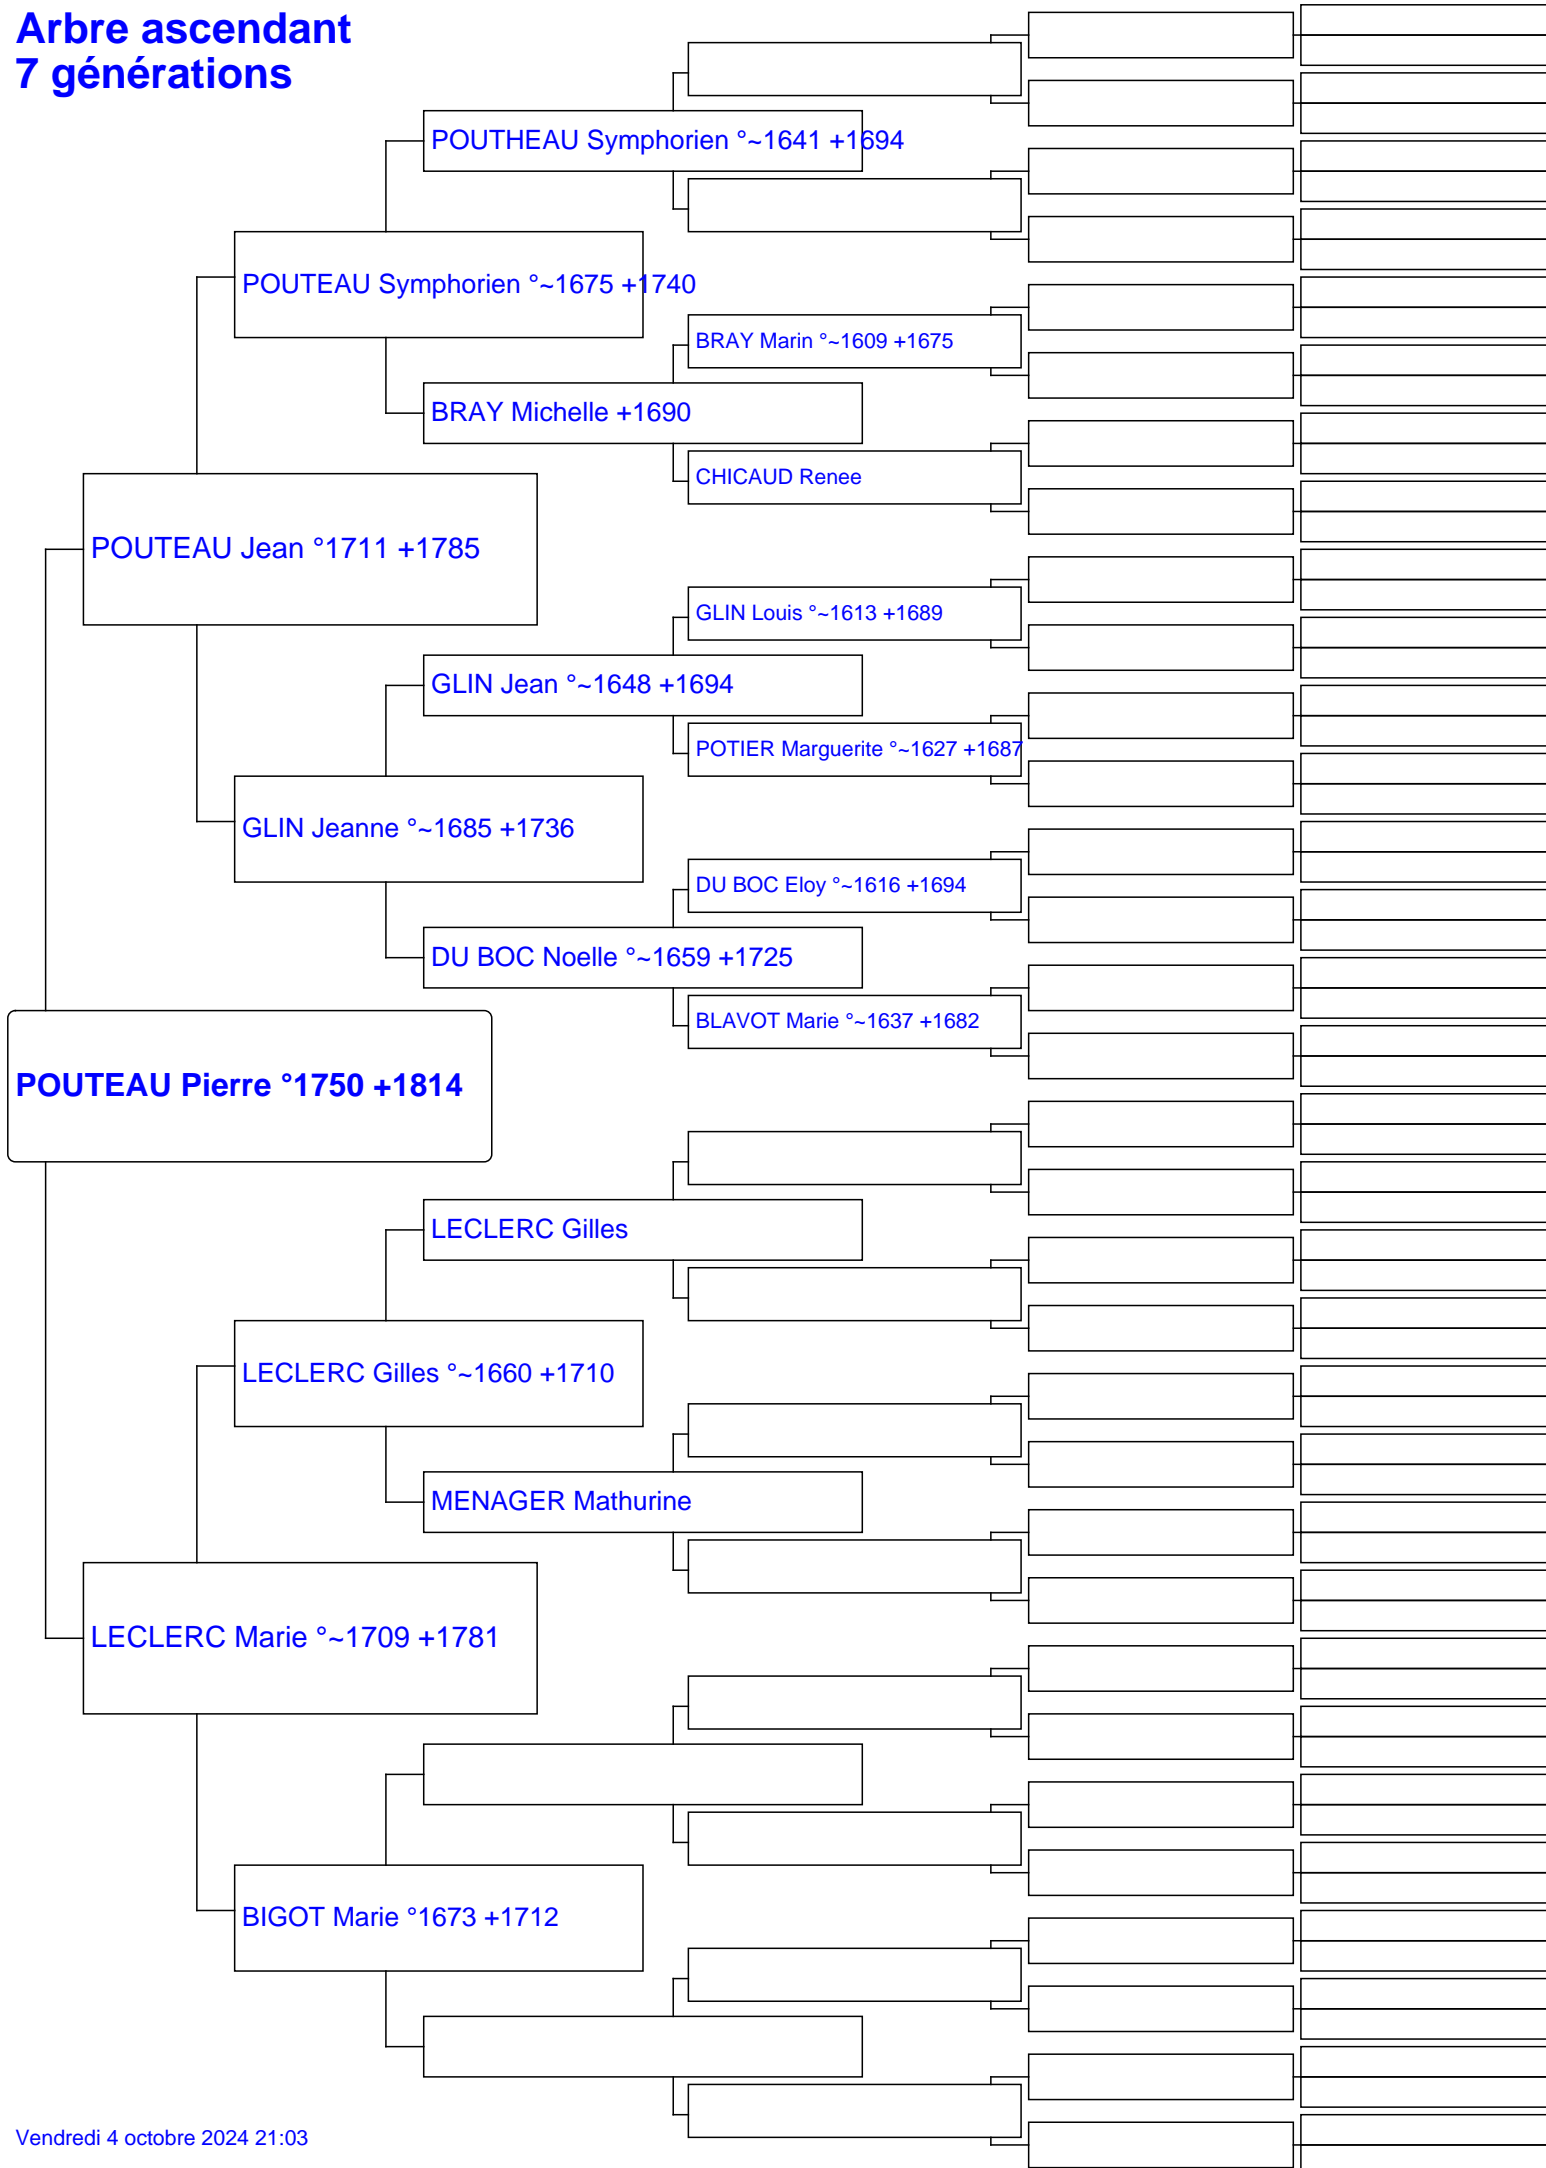 Arbre ascendant
7 générations
POUTHEAU Symphorien °~1641 +1694
POUTEAU Symphorien °~1675 +1740
BRAY Marin °~1609 +1675
BRAY Michelle +1690
CHICAUD Renee
POUTEAU Jean °1711 +1785
GLIN Louis °~1613 +1689
GLIN Jean °~1648 +1694
POTIER Marguerite °~1627 +1687
GLIN Jeanne °~1685 +1736
DU BOC Eloy °~1616 +1694
DU BOC Noelle °~1659 +1725
BLAVOT Marie °~1637 +1682
POUTEAU Pierre °1750 +1814
LECLERC Gilles
LECLERC Gilles °~1660 +1710
MENAGER Mathurine
LECLERC Marie °~1709 +1781
BIGOT Marie °1673 +1712
Vendredi 4 octobre 2024 21:03